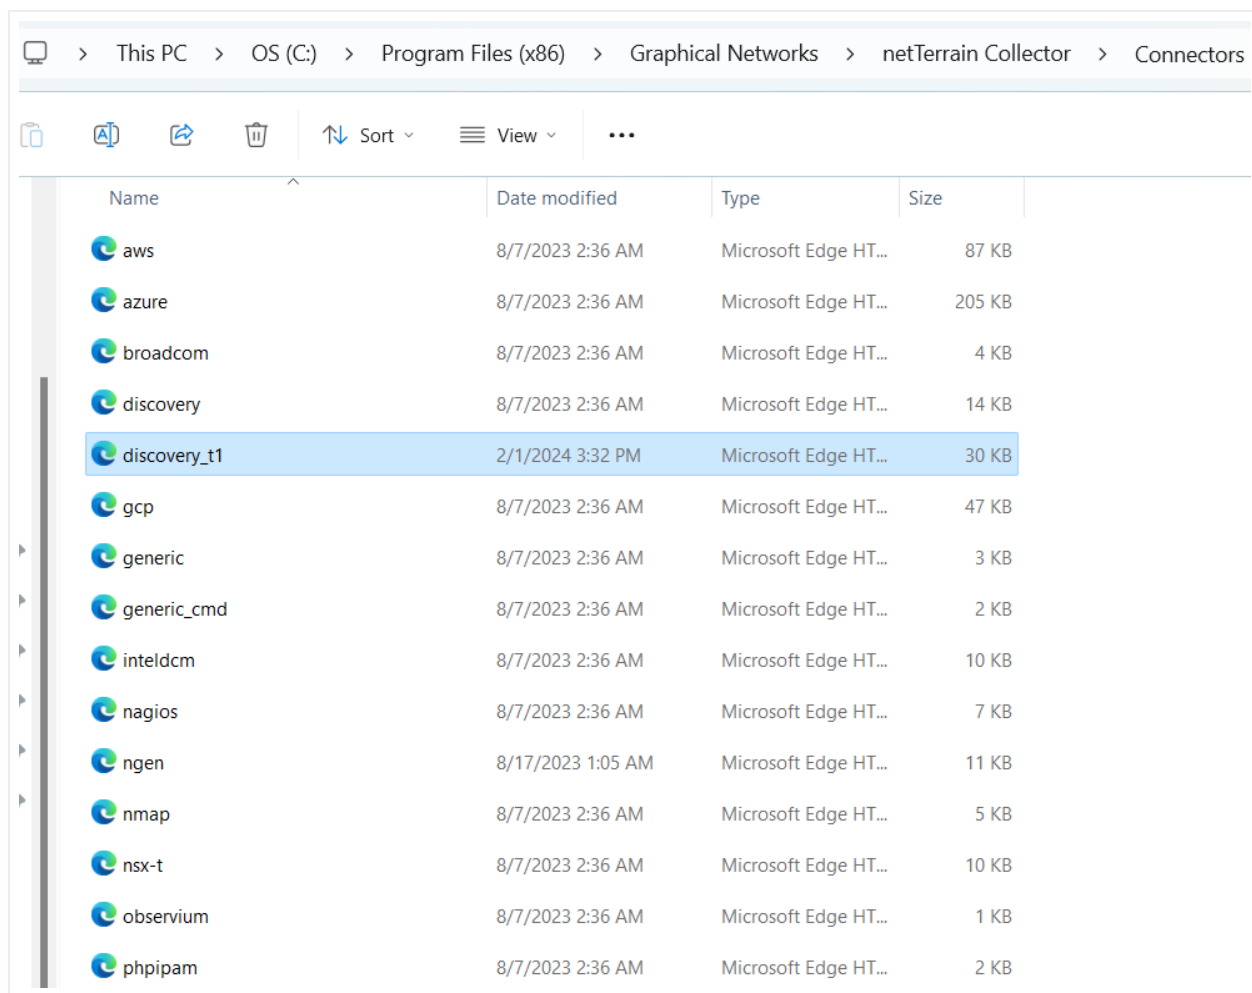 This PC > OS (C:) > Program Files (x86) > Graphical Networks > netTerrain Collector > Connectors
Sort View ...
Name Date modified Type Size
aws 8/7/2023 2:36 AM Microsoft Edge HT... 87 KB
azure 8/7/2023 2:36 AM Microsoft Edge HT... 205 KB
broadcom 8/7/2023 2:36 AM Microsoft Edge HT... 4 KB
discovery 8/7/2023 2:36 AM Microsoft Edge HT... 14 KB
discovery_t1 2/1/2024 3:32 PM Microsoft Edge HT... 30 KB
gcp 8/7/2023 2:36 AM Microsoft Edge HT... 47 KB
generic 8/7/2023 2:36 AM Microsoft Edge HT... 3 KB
generic_cmd 8/7/2023 2:36 AM Microsoft Edge HT... 2 KB
inteldcm 8/7/2023 2:36 AM Microsoft Edge HT... 10 KB
nagios 8/7/2023 2:36 AM Microsoft Edge HT... 7 KB
ngen 8/17/2023 1:05 AM Microsoft Edge HT... 11 KB
nmap 8/7/2023 2:36 AM Microsoft Edge HT... 5 KB
nsx-t 8/7/2023 2:36 AM Microsoft Edge HT... 10 KB
observium 8/7/2023 2:36 AM Microsoft Edge HT... 1 KB
phpipam 8/7/2023 2:36 AM Microsoft Edge HT... 2 KB